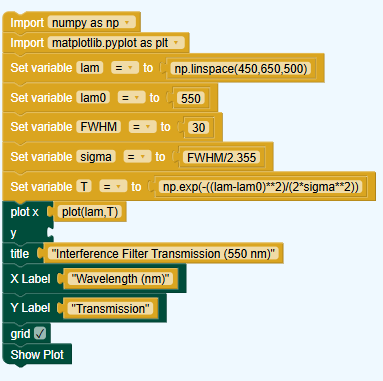 Import numpy as np
Import matplotlib.pyplot as plt
Set variable lam = to np.linspace(450,650,500)
Set variable lam0 = to 550
Set variable FWHM = to 30
Set variable sigma = to FWHM/2.355
Set variable T = to np.exp(-((lam-lam0)**2)/(2*sigma**2))
plot x plot(lam,T)
y
title "Interference Filter Transmission (550 nm)"
X Label "Wavelength (nm)"
Y Label "Transmission"
grid
Show Plot